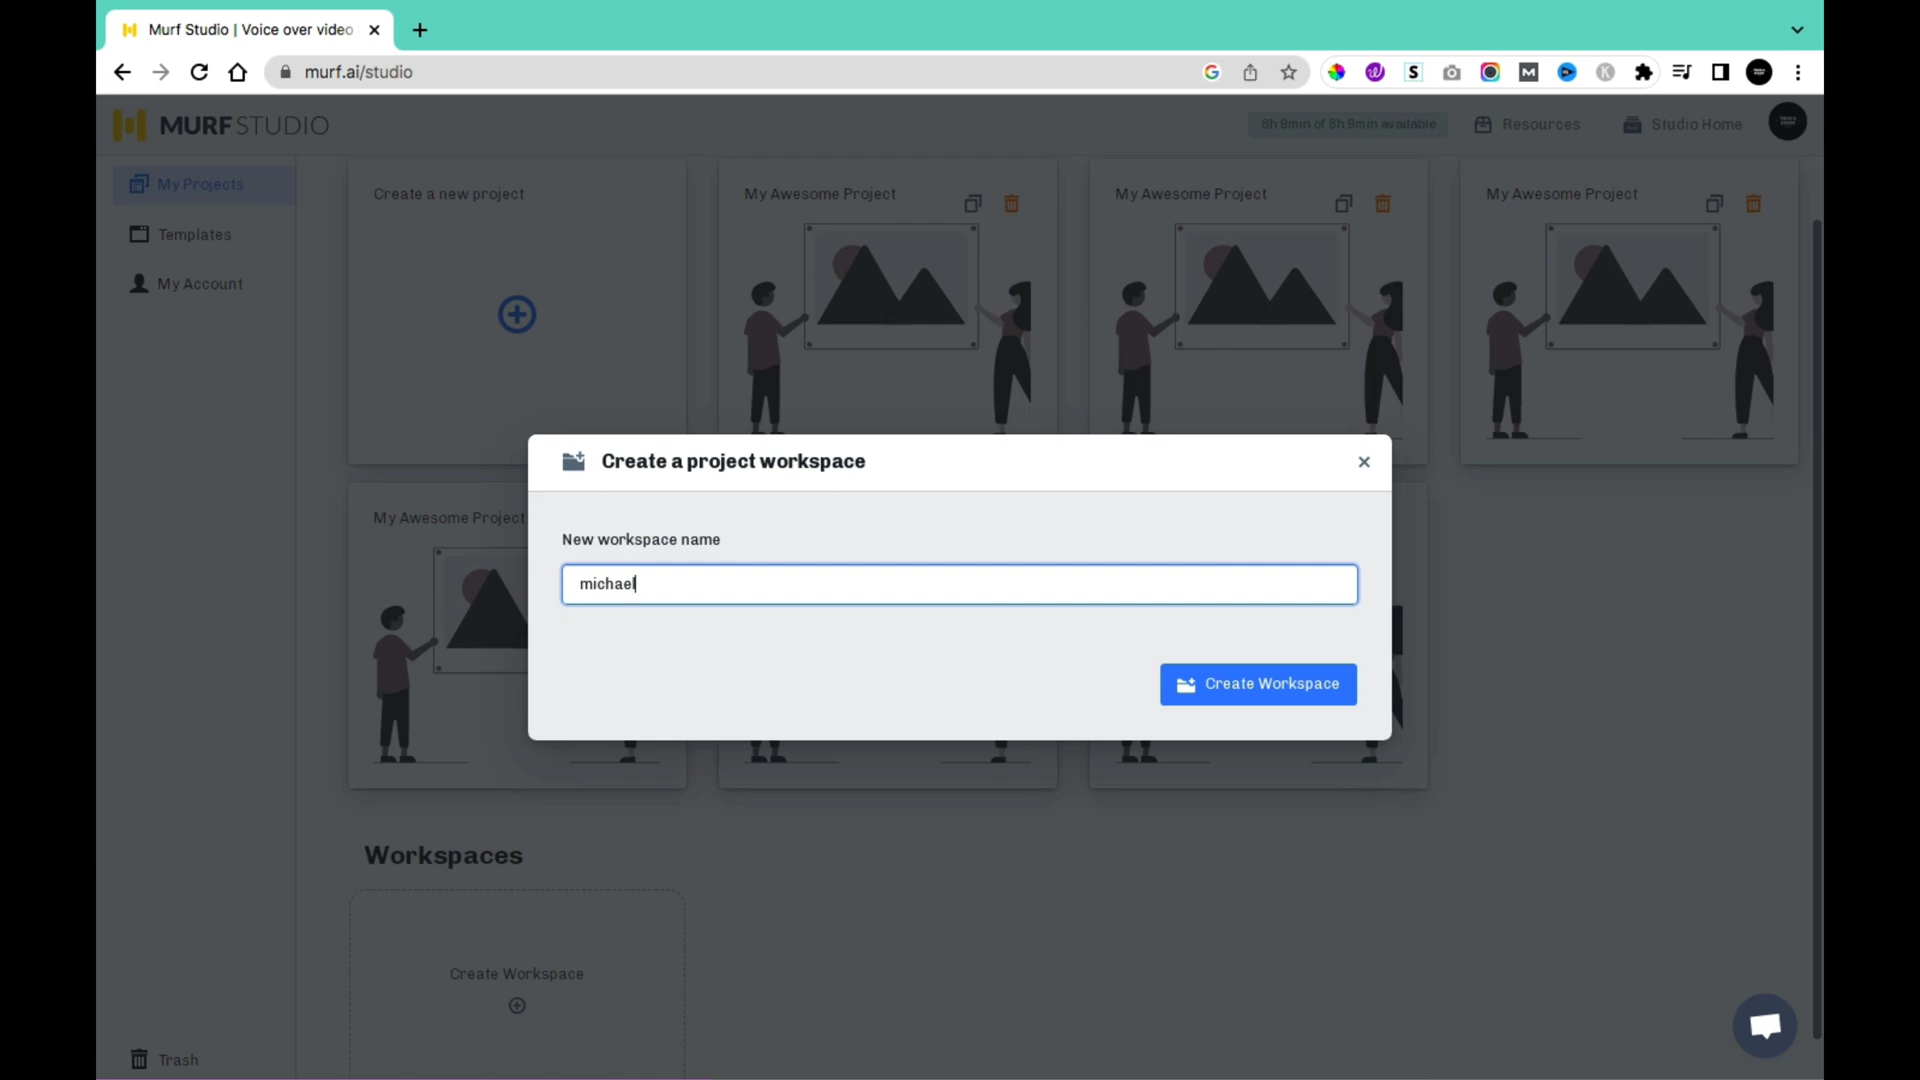 Murf Studio | Voice over video
murf.ai/studio
MURF STUDIO
8h 9min of 8h 9min available
Resources
Studio Home
My Projects
Templates
My Account
Create a new project
My Awesome Project
My Awesome Project
My Awesome Project
My Awesome Project
Create a project workspace
New workspace name
michael
Create Workspace
Workspaces
Create Workspace
Trash